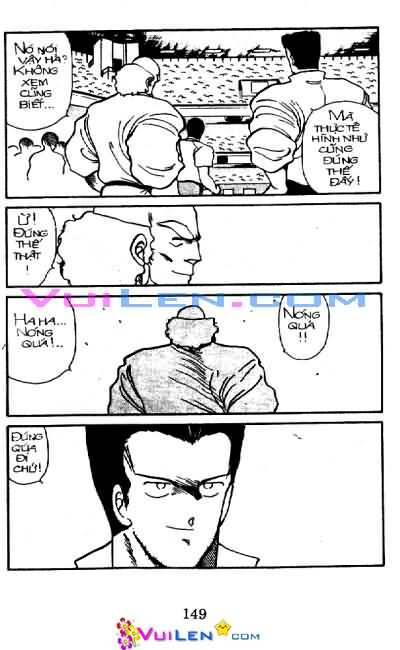 NÓ NÓI
VẬY HẢ?
KHÔNG
XEM
CŨNG
BIẾT...
MÀ
THỰC TẾ
HÌNH NHƯ
CŨNG
ĐÚNG
THẾ
ĐẤY!
Ừ!
ĐÚNG
THẾ
THẬT
!
VUILEN.COM
HA HA...
NÓNG
QUÁ!..
NÓNG
QUÁ
!!
ĐÚNG
QUÁ
ĐI
CHỨ!
149
VUILEN.COM